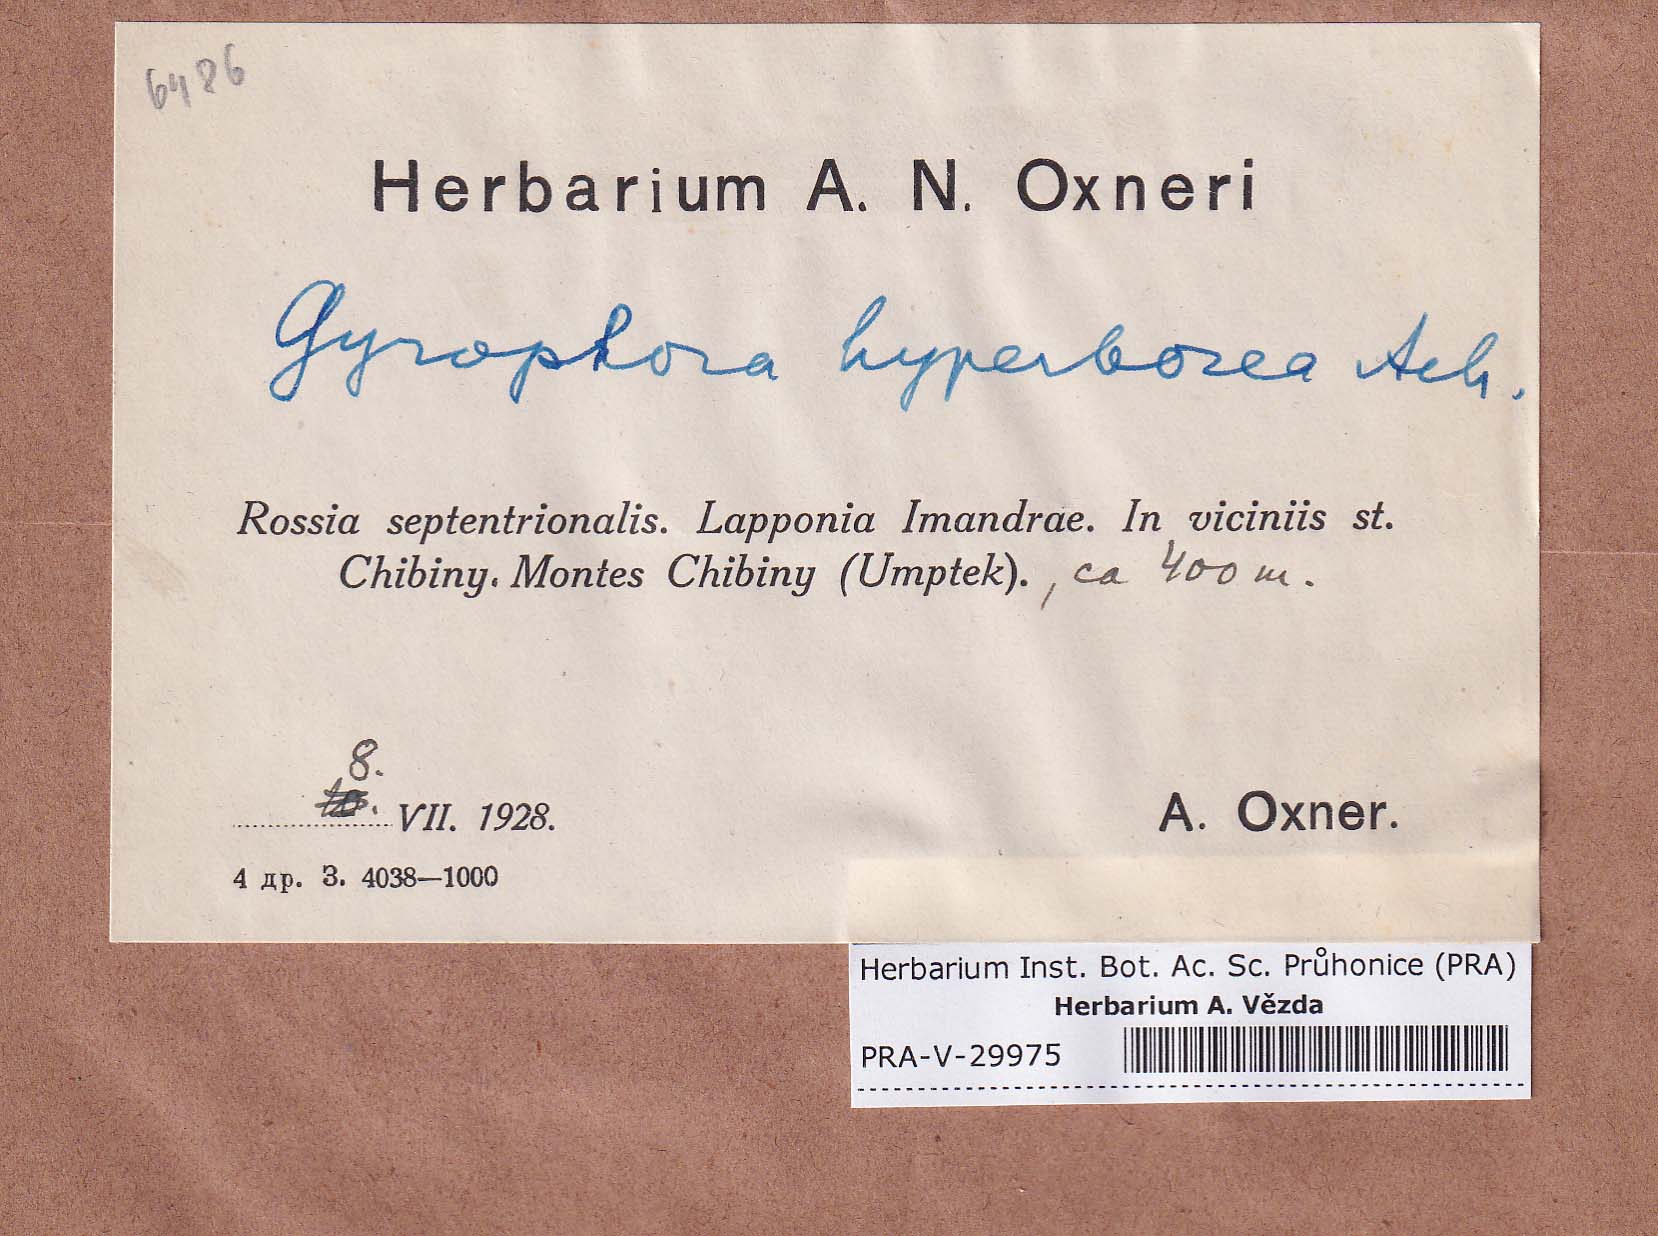 6486
Herbarium A. N. Oxneri
Gyrophora hyperborea Ach.
Rossia septentrionalis. Lapponia Imandrae. In viciniis st.
Chibiny. Montes Chibiny (Umptek)., ca 400 m.
8.
VII. 1928.
A. Oxner.
4 др. З. 4038—1000
Herbarium Inst. Bot. Ac. Sc. Průhonice (PRA)
Herbarium A. Vězda
PRA-V-29975